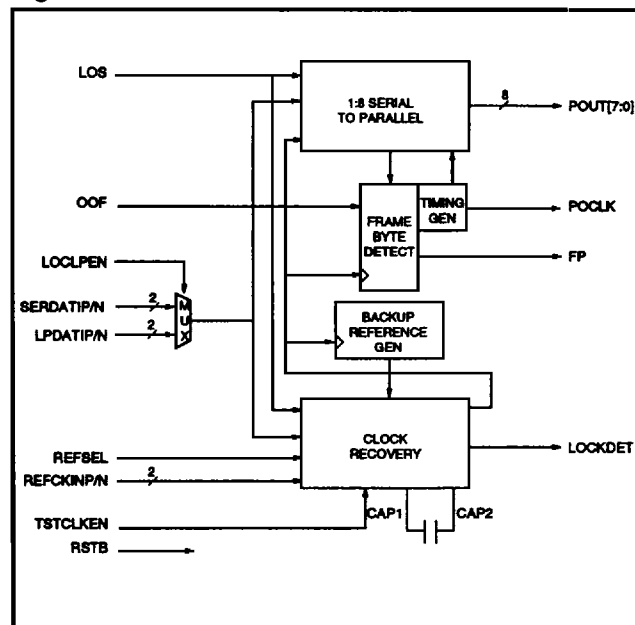 LOS
1:8 SERIAL
TO PARALLEL
8
POUT[7:0]
OOF
FRAME
BYTE
DETECT
TIMING
GEN
POCLK
FP
LOCLPEN
SERDATIP/N
2
LPDATIP/N
2
MUX
BACKUP
REFERENCE
GEN
CLOCK
RECOVERY
LOCKDET
REFSEL
REFCKINP/N
2
TSTCLKEN
CAP1
CAP2
RSTB